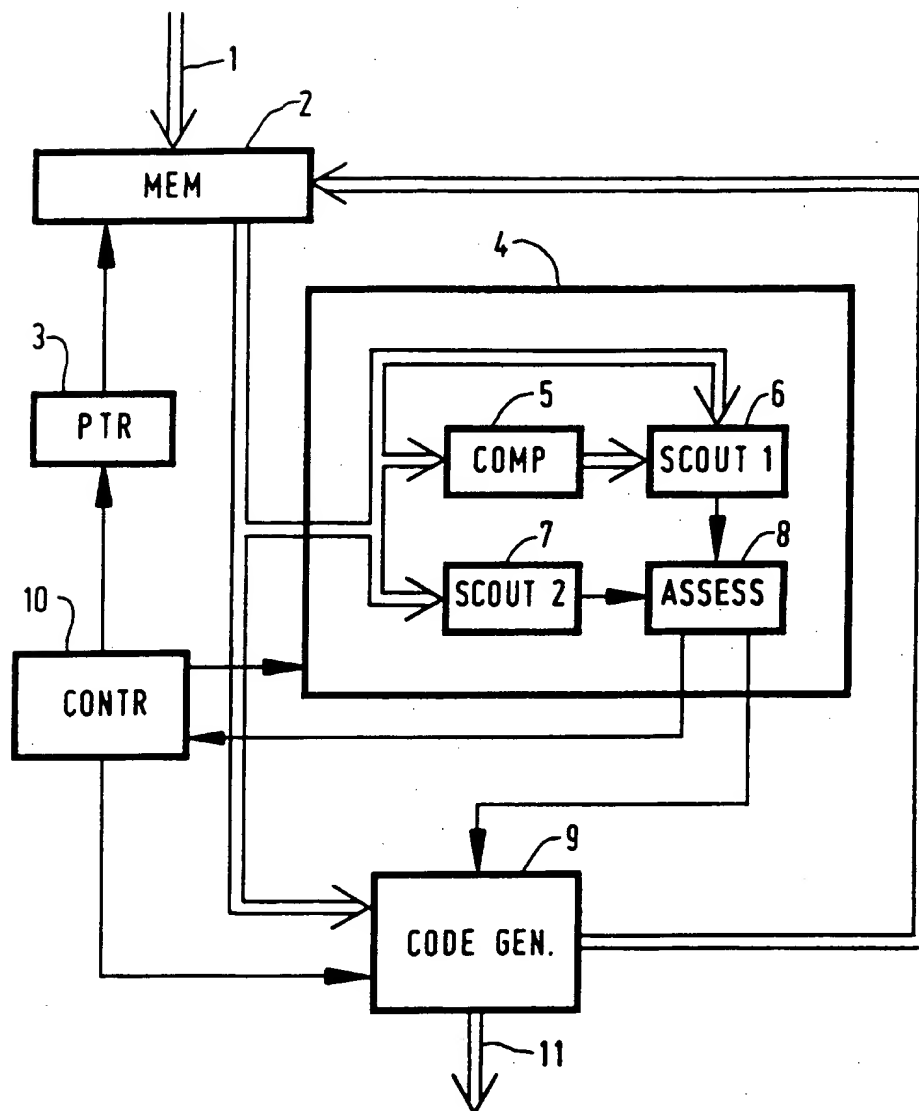 1
2
MEM
4
3
PTR
5
6
COMP
SCOUT 1
7
8
SCOUT 2
ASSESS
10
CONTR
9
CODE GEN.
11